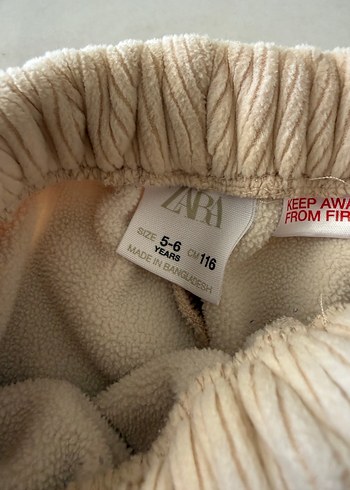 ZARA
SIZE 5-6 CM 116
YEARS
MADE IN BANGLADESH
KEEP AWA
FROM FIR